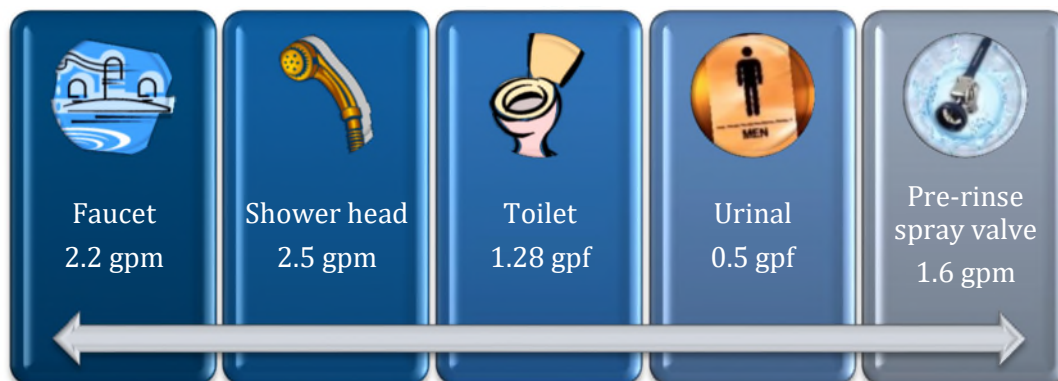 MEN
Faucet
2.2 gpm
Shower head
2.5 gpm
Toilet
1.28 gpf
Urinal
0.5 gpf
Pre-rinse
spray valve
1.6 gpm